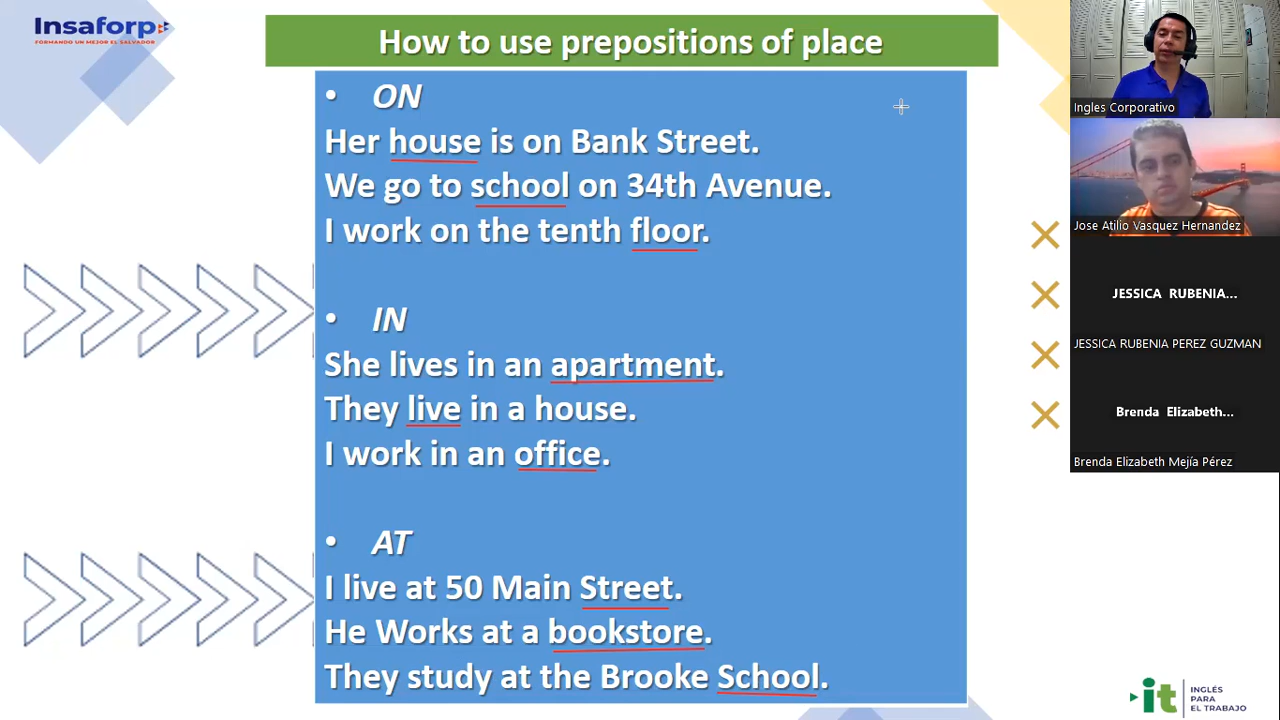 Insaforp
FORMANDO UN MEJOR EL SALVADOR
How to use prepositions of place
• ON
Her house is on Bank Street.
We go to school on 34th Avenue.
I work on the tenth floor.
• IN
She lives in an apartment.
They live in a house.
I work in an office.
• AT
I live at 50 Main Street.
He Works at a bookstore.
They study at the Brooke School.
Ingles Corporativo
Jose Atilio Vasquez Hernandez
JESSICA RUBENIA...
JESSICA RUBENIA PEREZ GUZMAN
Brenda Elizabeth...
Brenda Elizabeth Mejía Pérez
it
INGLÉS
PARA
EL TRABAJO